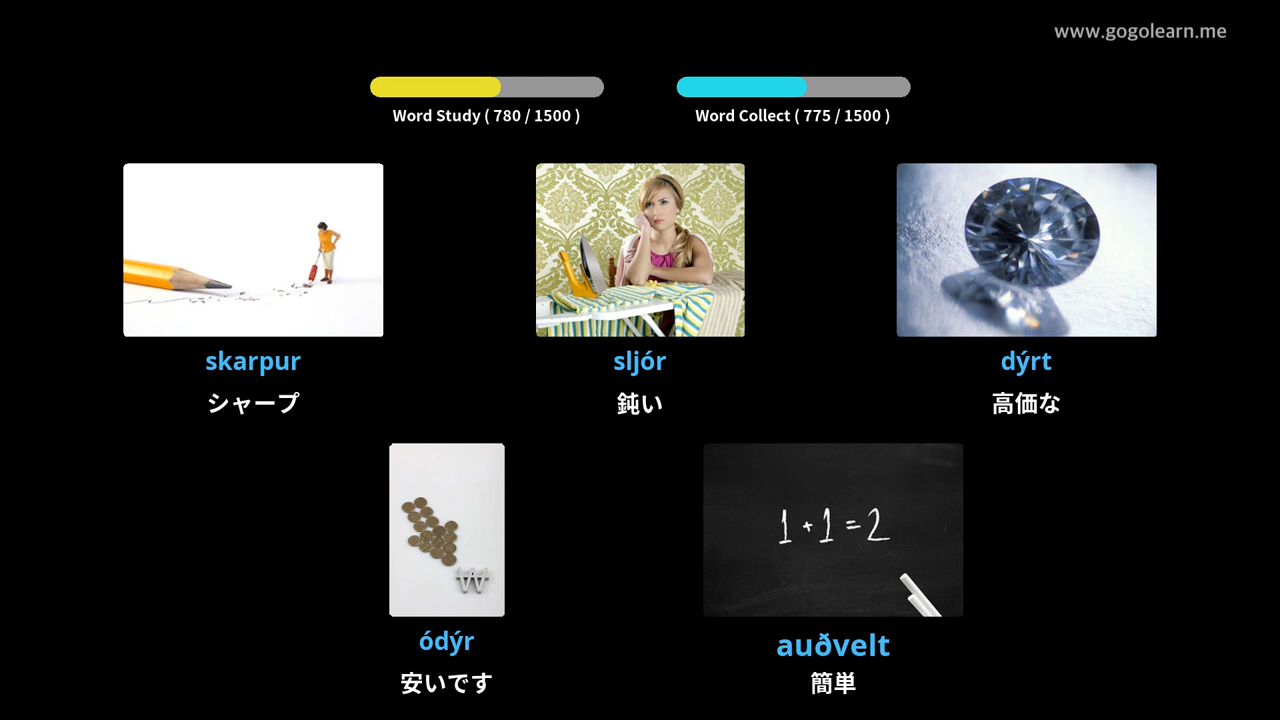 www.gogolearn.me
Word Study ( 780 / 1500 )
Word Collect ( 775 / 1500 )
skarpur
シャープ
sljór
鈍い
dýrt
高価な
₩
ódýr
安いです
1 + 1 = 2
auðvelt
簡単